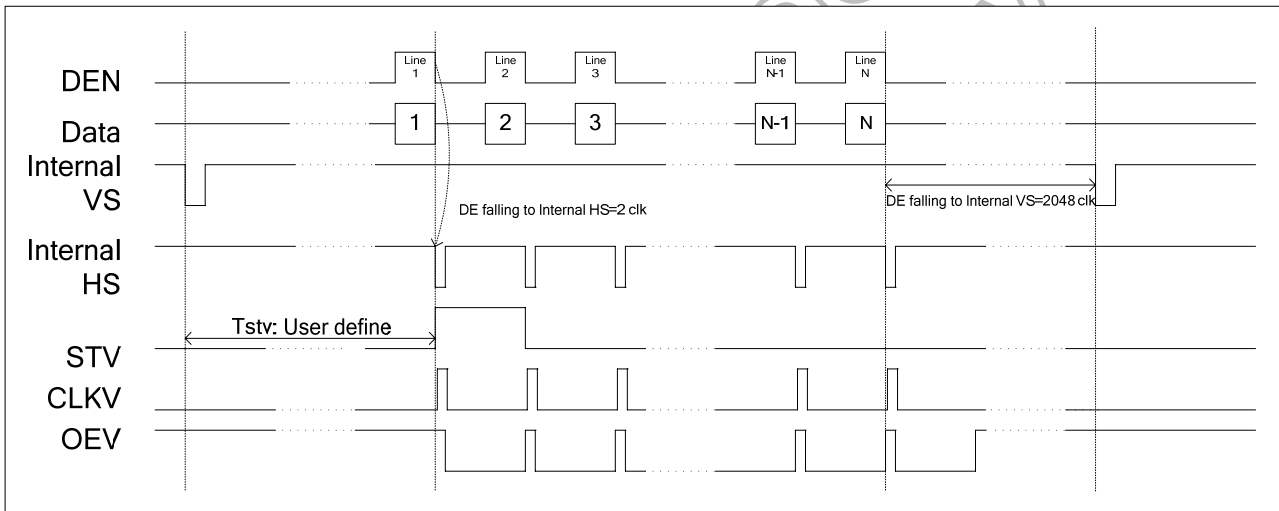 DEN
Line
1
Line
2
Line
3
Line
N-1
Line
N
Data
1
2
3
N-1
N
Internal
VS
DE falling to Internal HS=2 clk
DE falling to Internal VS=2048 clk
Internal
HS
Tstv: User define
STV
CLKV
OEV